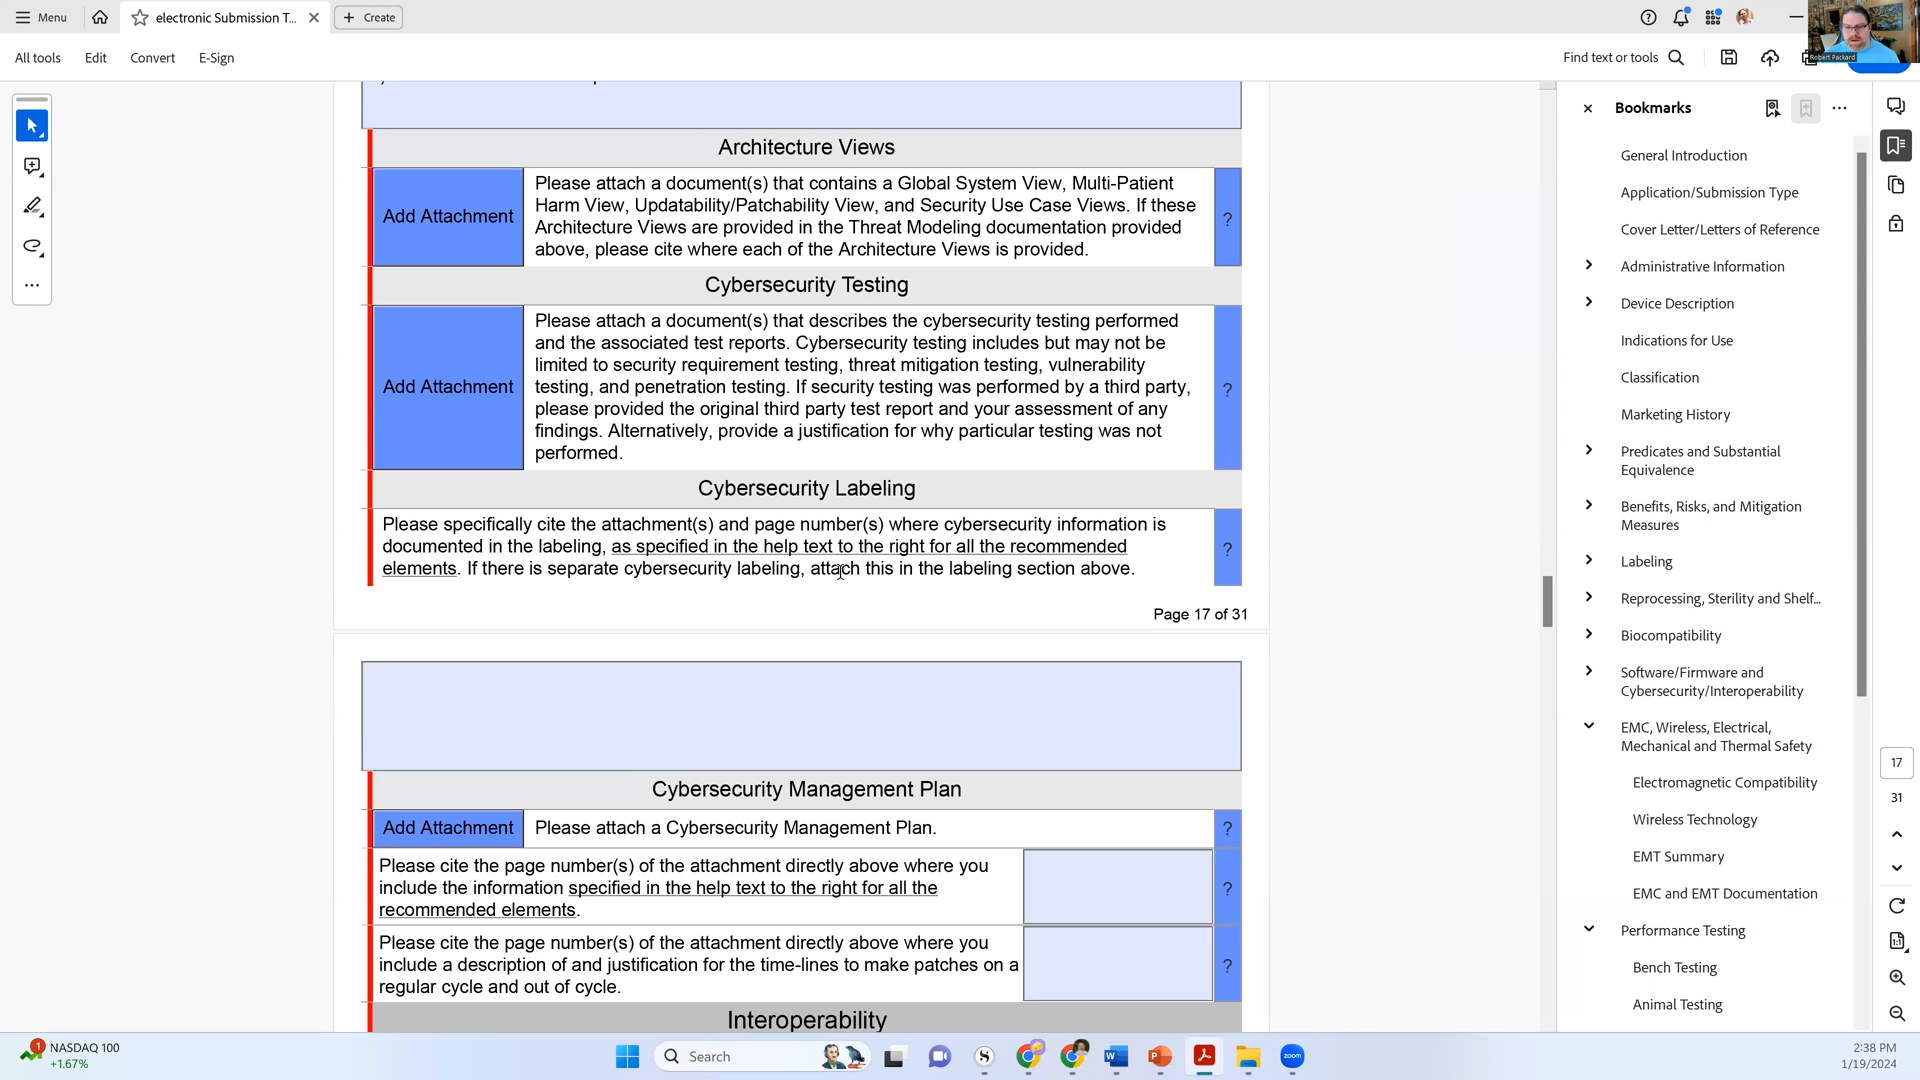 Menu
electronic Submission T...
Create
Robert Packard
All tools
Edit
Convert
E-Sign
Find text or tools
Architecture Views
Add Attachment
Please attach a document(s) that contains a Global System View, Multi-Patient
Harm View, Updatability/Patchability View, and Security Use Case Views. If these
Architecture Views are provided in the Threat Modeling documentation provided
above, please cite where each of the Architecture Views is provided.
?
Cybersecurity Testing
Add Attachment
Please attach a document(s) that describes the cybersecurity testing performed
and the associated test reports. Cybersecurity testing includes but may not be
limited to security requirement testing, threat mitigation testing, vulnerability
testing, and penetration testing. If security testing was performed by a third party,
please provided the original third party test report and your assessment of any
findings. Alternatively, provide a justification for why particular testing was not
performed.
?
Cybersecurity Labeling
Please specifically cite the attachment(s) and page number(s) where cybersecurity information is
documented in the labeling, as specified in the help text to the right for all the recommended
elements. If there is separate cybersecurity labeling, attach this in the labeling section above.
?
Page 17 of 31
Cybersecurity Management Plan
Add Attachment
Please attach a Cybersecurity Management Plan.
?
Please cite the page number(s) of the attachment directly above where you
include the information specified in the help text to the right for all the
recommended elements.
?
Please cite the page number(s) of the attachment directly above where you
include a description of and justification for the time-lines to make patches on a
regular cycle and out of cycle.
?
Interoperability
Bookmarks
General Introduction
Application/Submission Type
Cover Letter/Letters of Reference
Administrative Information
Device Description
Indications for Use
Classification
Marketing History
Predicates and Substantial
Equivalence
Benefits, Risks, and Mitigation
Measures
Labeling
Reprocessing, Sterility and Shelf...
Biocompatibility
Software/Firmware and
Cybersecurity/Interoperability
EMC, Wireless, Electrical,
Mechanical and Thermal Safety
Electromagnetic Compatibility
Wireless Technology
EMT Summary
EMC and EMT Documentation
Performance Testing
Bench Testing
Animal Testing
17
31
1:1
1
NASDAQ 100
+1.67%
Search
zoom
2:38 PM
1/19/2024